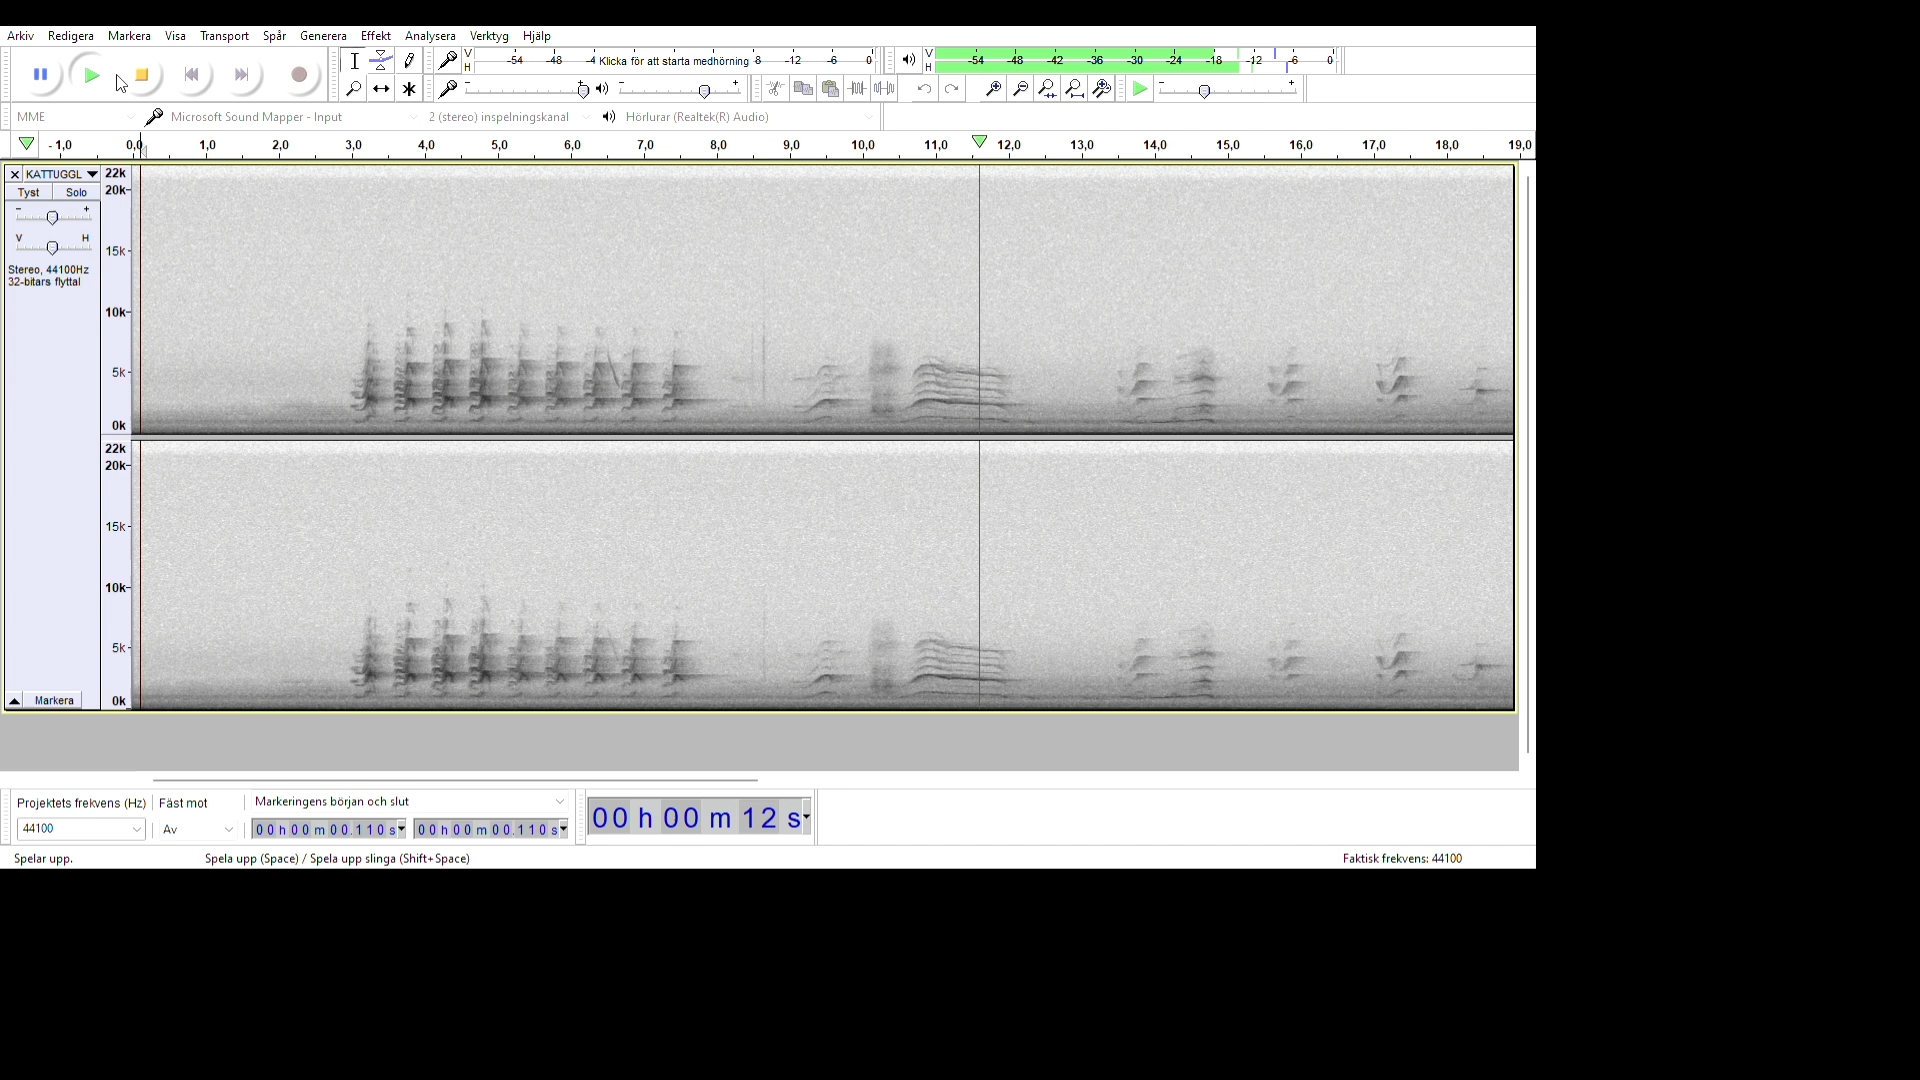 Arkiv Redigera Markera Visa Transport Spår Generera Effekt Analysera Verktyg Hjälp
V H -54 -48 -4 Klicka för att starta medhörning 8 -12 -6 0
V H -54 -48 -42 -36 -30 -24 -18 -12 -6 0
MME Microsoft Sound Mapper - Input 2 (stereo) inspelningskanal Hörlurar (Realtek(R) Audio)
- 1,0 0,0 1,0 2,0 3,0 4,0 5,0 6,0 7,0 8,0 9,0 10,0 11,0 12,0 13,0 14,0 15,0 16,0 17,0 18,0 19,0
KATTUGGL
Tyst Solo
- +
V H
Stereo, 44100Hz
32-bitars flyttal
22k
20k
15k
10k
5k
0k
22k
20k
15k
10k
5k
0k
Markera
Projektets frekvens (Hz) Fäst mot Markeringens början och slut
44100 Av 00 h 00 m 00.110 s 00 h 00 m 00.110 s
00 h 00 m 12 s
Spelar upp. Spela upp (Space) / Spela upp slinga (Shift+Space) Faktisk frekvens: 44100